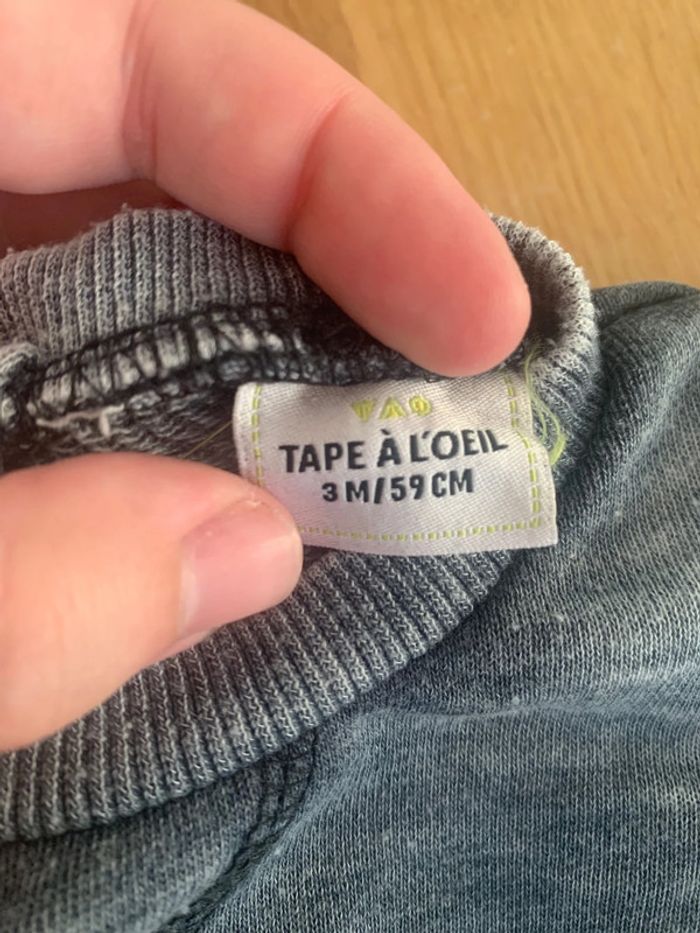 TAO
TAPE À L'OEIL
3 M/59 CM